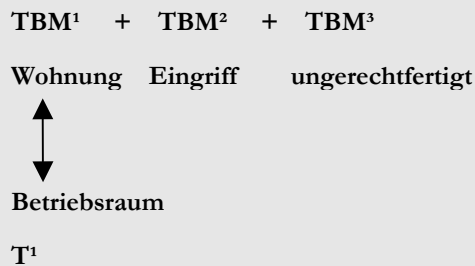 TBM¹ + TBM² + TBM³
Wohnung Eingriff ungerechtfertigt
Betriebsraum
T¹